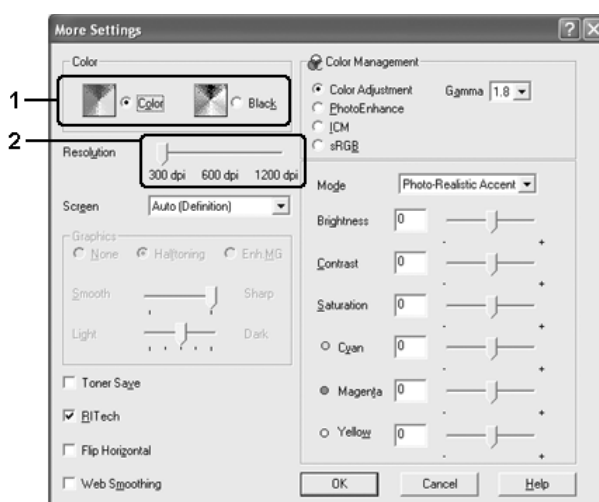 More Settings
Color
1
Color
Black
2
Resolution
300 dpi 600 dpi 1200 dpi
Screen
Auto (Definition)
Graphics
None
Halftoning
Enh.MG
Smooth
Sharp
Light
Dark
Toner Save
RITech
Flip Horizontal
Web Smoothing
Color Management
Color Adjustment
Gamma
1.8
PhotoEnhance
ICM
sRGB
Mode
Photo-Realistic Accent
Brightness
0
- +
Contrast
0
- +
Saturation
0
- +
Cyan
0
- +
Magenta
0
- +
Yellow
0
- +
OK
Cancel
Help